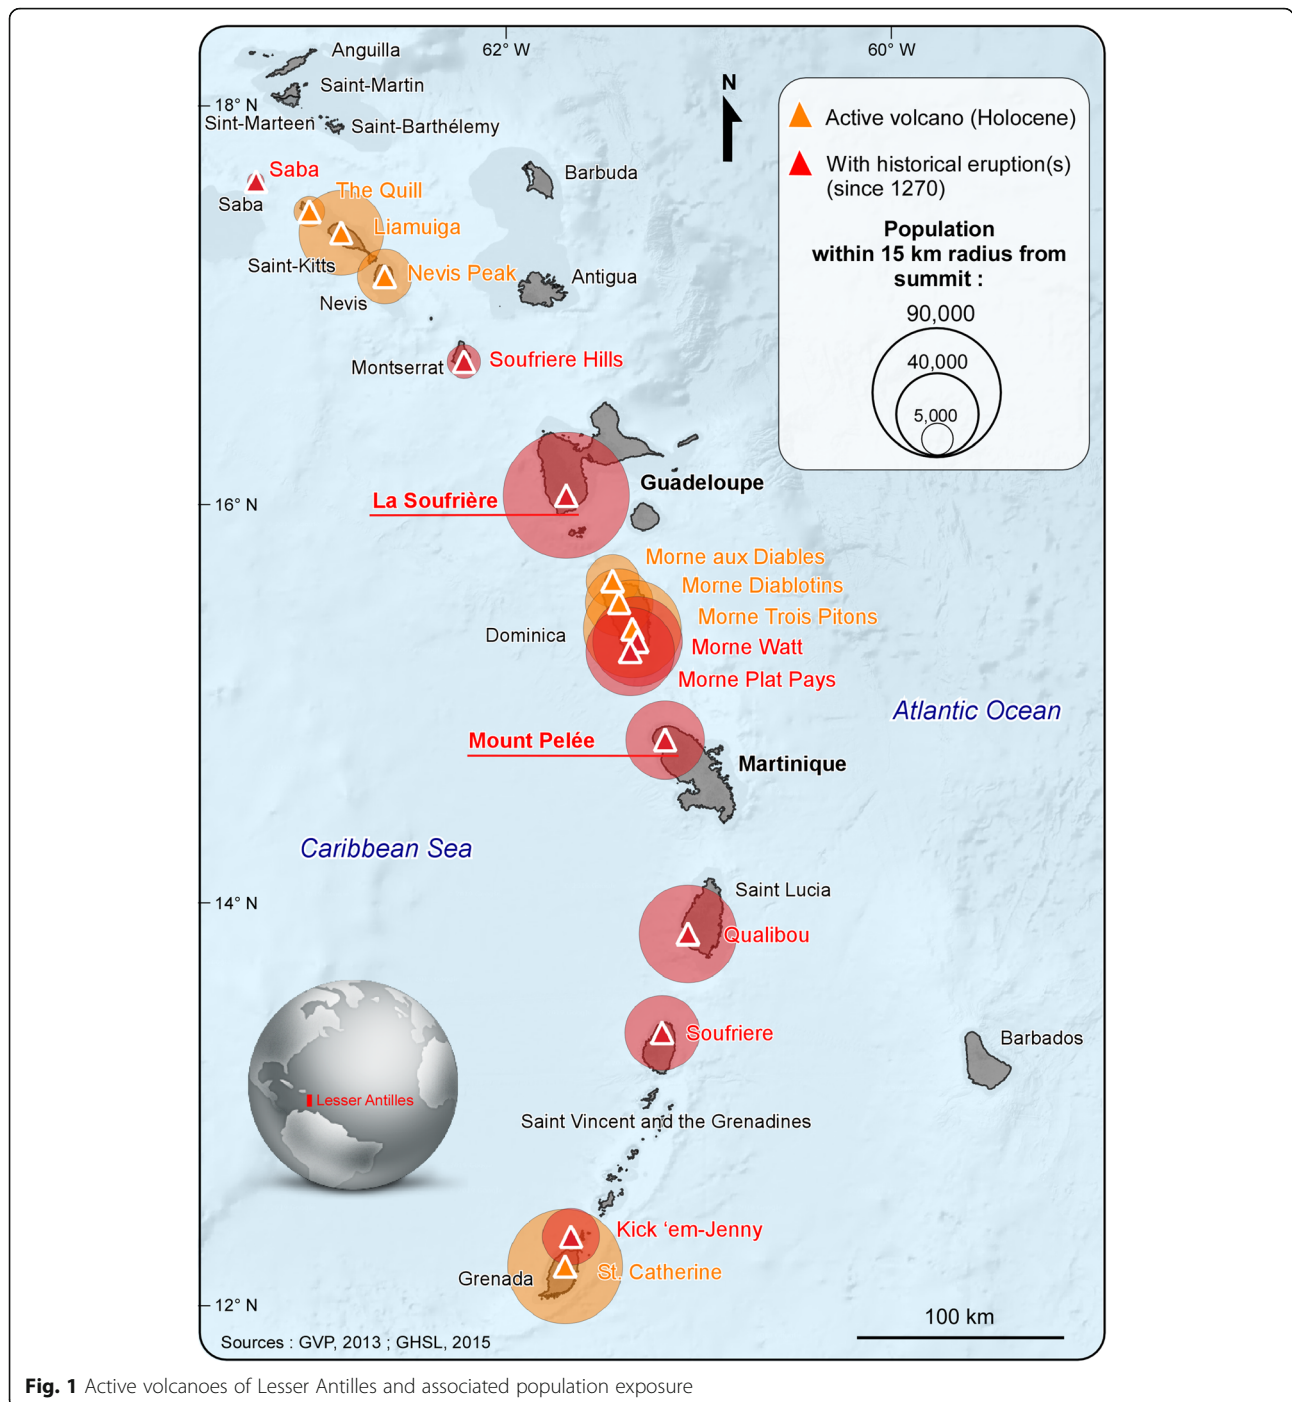 62° W
60° W
Anguilla
Saint-Martin
18° N
Sint-Marteen
Saint-Barthélemy
N
Active volcano (Holocene)
With historical eruption(s)
(since 1270)
Population
within 15 km radius from
summit :
90,000
40,000
5,000
Saba
Saba
Barbuda
The Quill
Liamuiga
Saint-Kitts
Nevis Peak
Nevis
Antigua
Montserrat
Soufriere Hills
Guadeloupe
La Soufrière
16° N
Morne aux Diables
Morne Diablotins
Morne Trois Pitons
Dominica
Morne Watt
Morne Plat Pays
Atlantic Ocean
Mount Pelée
Martinique
Caribbean Sea
Saint Lucia
14° N
Qualibou
Soufriere
Barbados
Lesser Antilles
Saint Vincent and the Grenadines
Kick ‘em-Jenny
St. Catherine
Grenada
12° N
100 km
Sources : GVP, 2013 ; GHSL, 2015
Fig. 1 Active volcanoes of Lesser Antilles and associated population exposure